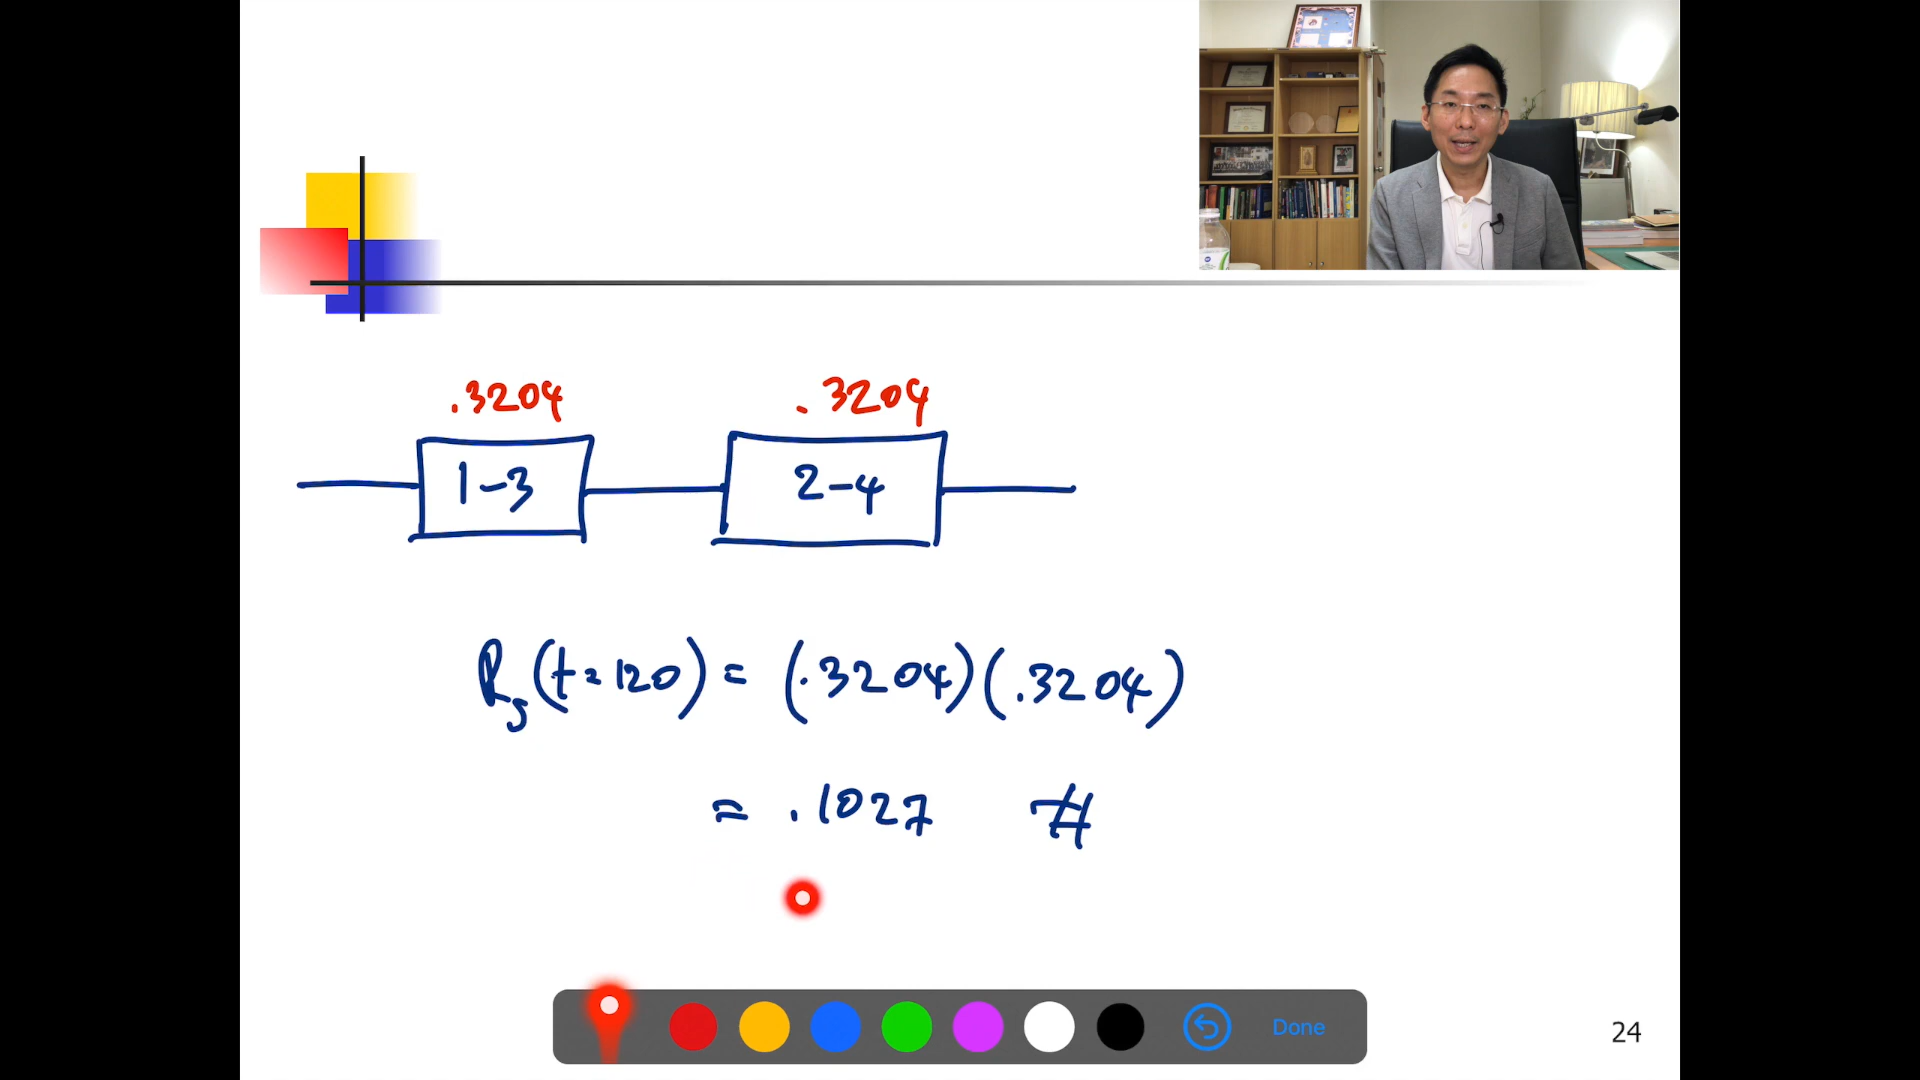 .3204 .3204
1-3 2-4
Rs(t=120) = (.3204)(.3204)
= .1027 #
Done
24